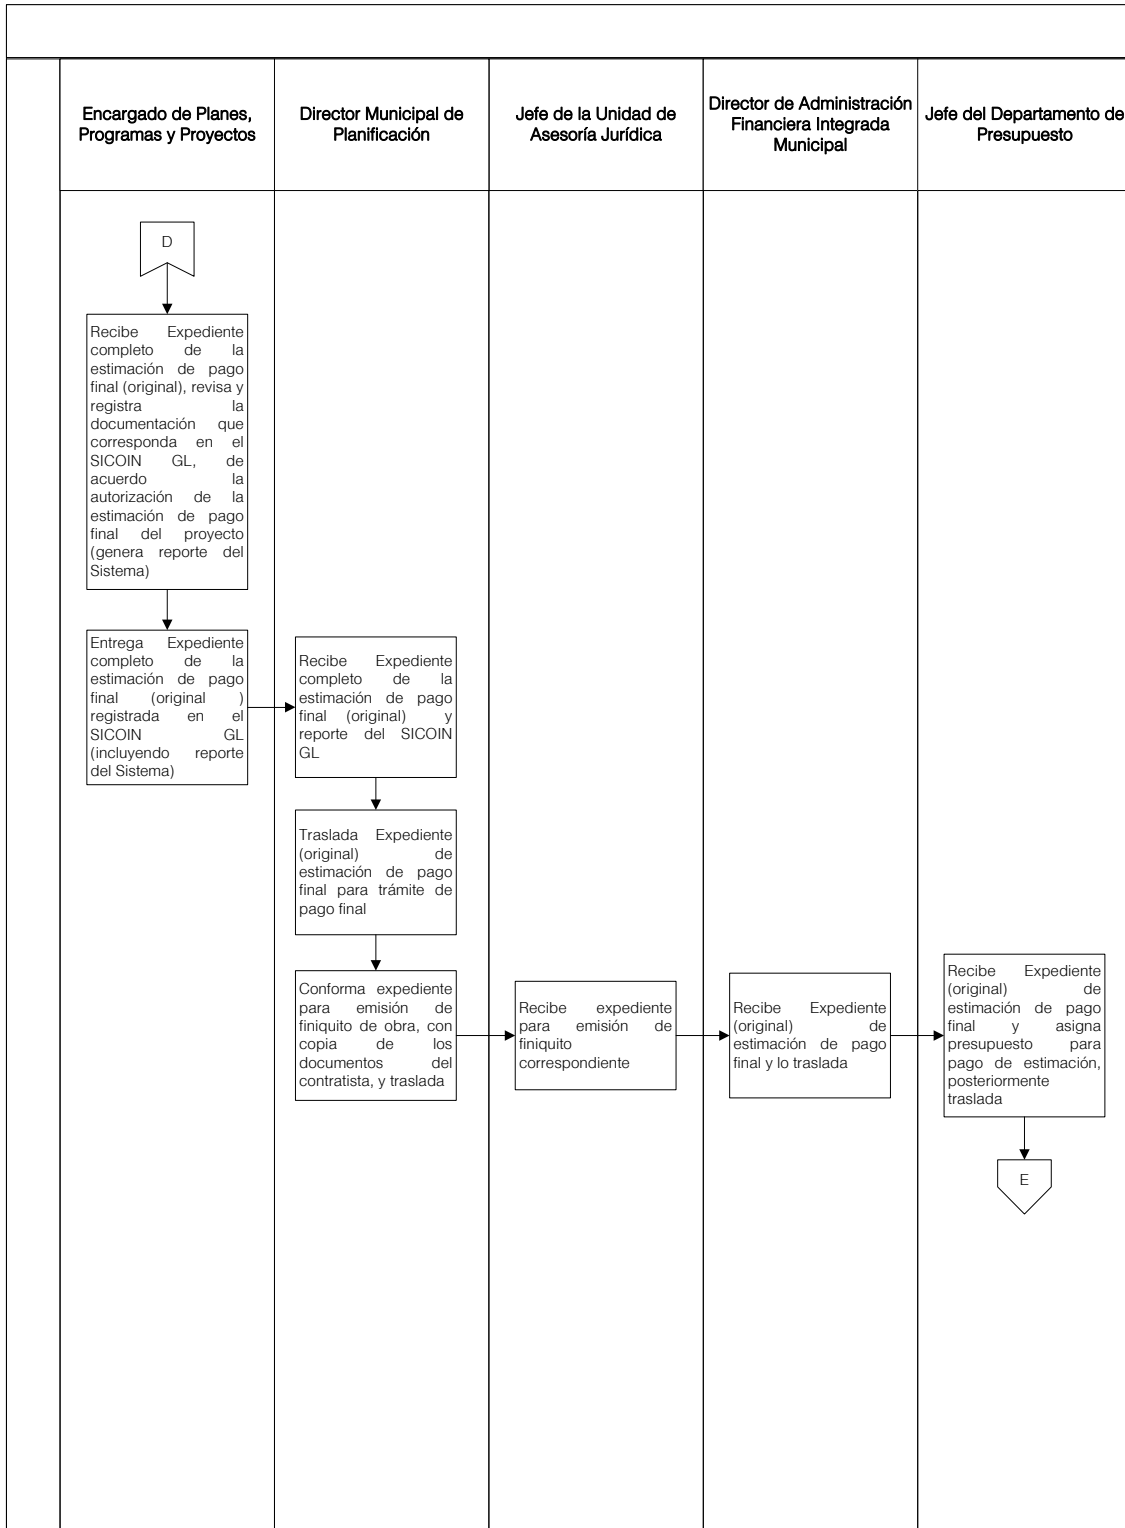 Encargado de Planes,
Programas y Proyectos
Director Municipal de
Planificación
Jefe de la Unidad de
Asesoría Jurídica
Director de Administración
Financiera Integrada
Municipal
Jefe del Departamento de
Presupuesto
D
Recibe Expediente
completo de la
estimación de pago
final (original), revisa y
registra la
documentación que
corresponda en el
SICOIN GL, de
acuerdo la
autorización de la
estimación de pago
final del proyecto
(genera reporte del
Sistema)
Entrega Expediente
completo de la
estimación de pago
final (original )
registrada en el
SICOIN GL
(incluyendo reporte
del Sistema)
Recibe Expediente
completo de la
estimación de pago
final (original) y
reporte del SICOIN
GL
Traslada Expediente
(original) de
estimación de pago
final para trámite de
pago final
Conforma expediente
para emisión de
finiquito de obra, con
copia de los
documentos del
contratista, y traslada
Recibe expediente
para emisión de
finiquito
correspondiente
Recibe Expediente
(original) de
estimación de pago
final y lo traslada
Recibe Expediente
(original) de
estimación de pago
final y asigna
presupuesto para
pago de estimación,
posteriormente
traslada
E